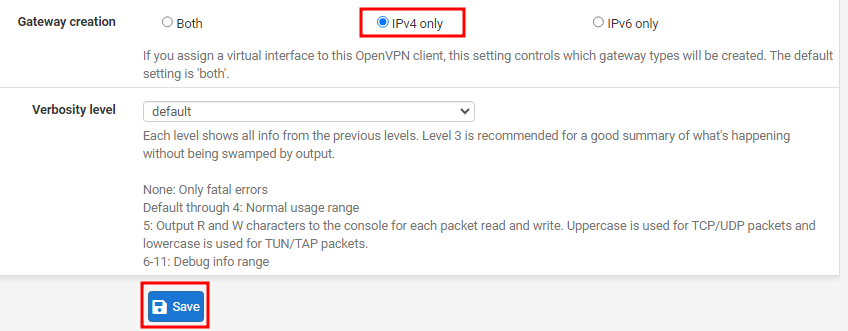 Gateway creation Both IPv4 only IPv6 only
If you assign a virtual interface to this OpenVPN client, this setting controls which gateway types will be created. The default
setting is 'both'.
Verbosity level default
Each level shows all info from the previous levels. Level 3 is recommended for a good summary of what's happening
without being swamped by output.
None: Only fatal errors
Default through 4: Normal usage range
5: Output R and W characters to the console for each packet read and write. Uppercase is used for TCP/UDP packets and
lowercase is used for TUN/TAP packets.
6-11: Debug info range
Save